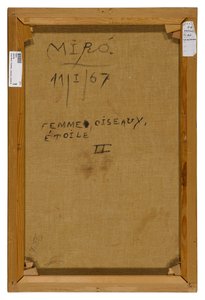 MIRÓ.
11/I/67
FEMME, OISEAUX,
ÉTOILE
II